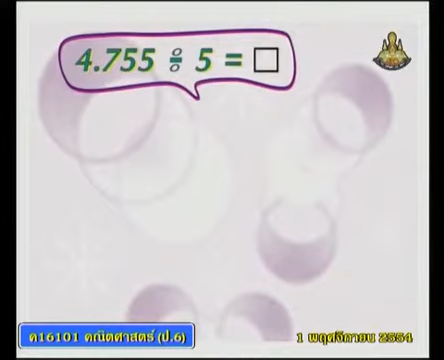 4.755 ÷ 5 = □
ค16101 คณิตศาสตร์ (ป.6)
1 พฤศจิกายน 2554